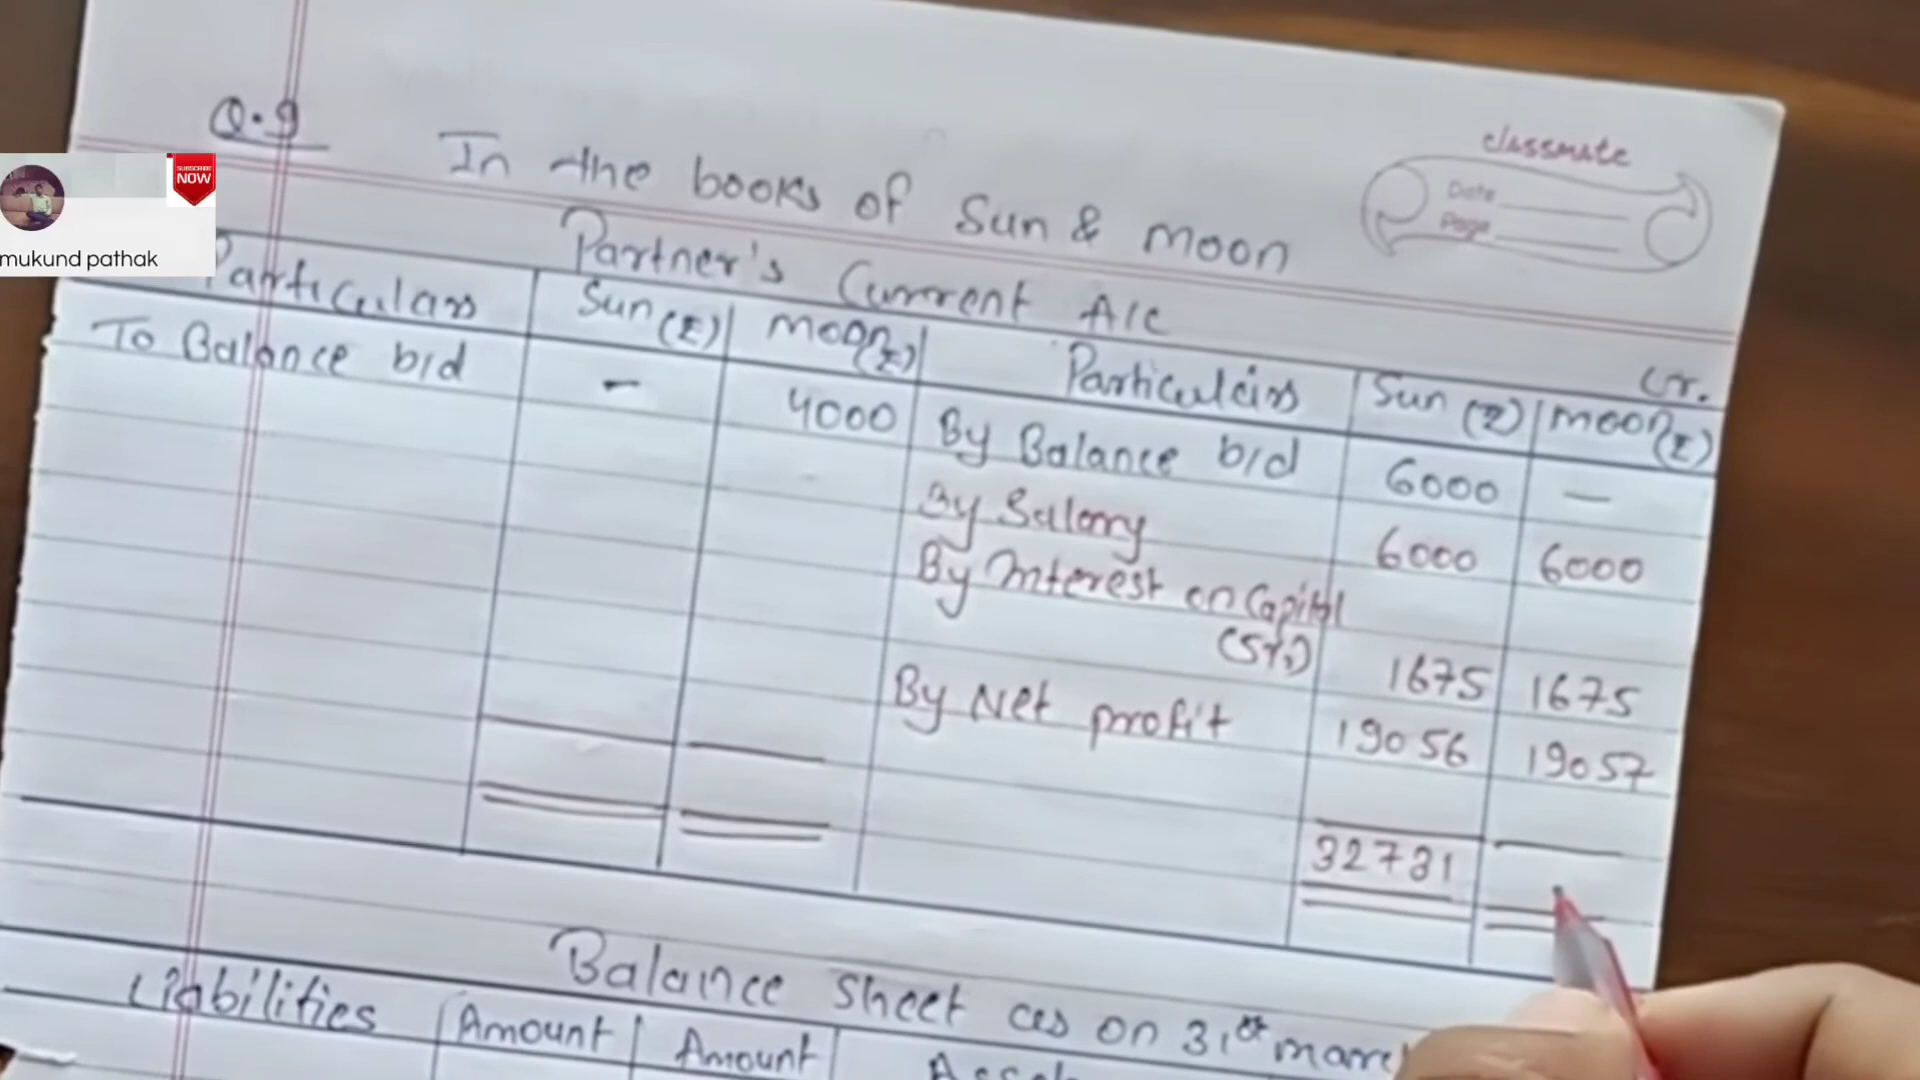 Q.9
classmate
Date
Page
In the books of Sun & Moon
SUBSCRIBE
NOW
mukund pathak
Partner's Current A/C
Cr.
Particulars Sun (₹) Moon (₹) Particulars Sun (₹) Moon (₹)
To Balance b/d - 4000 By Balance b/d 6000 -
By Salary 6000 6000
By Interest on Capital
(5%) 1675 1675
By Net profit 19056 19057
32731
Balance Sheet as on 31st
Liabilities Amount Amount